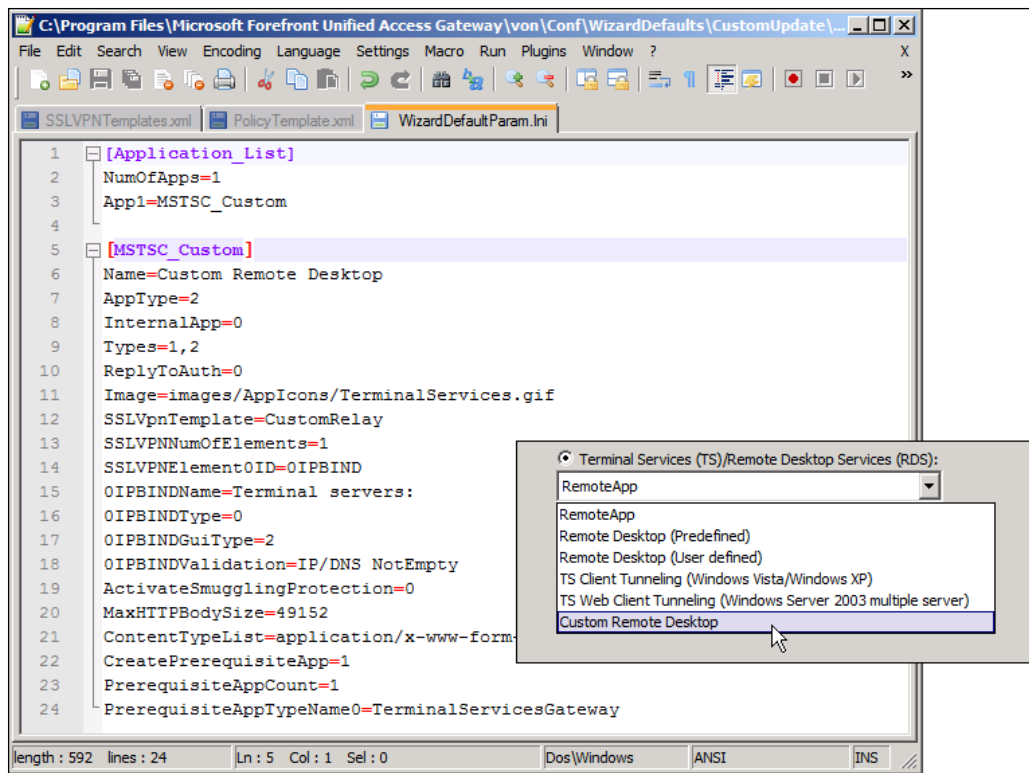 C:\Program Files\Microsoft Forefront Unified Access Gateway\von\Conf\WizardDefaults\CustomUpdate\...
File Edit Search View Encoding Language Settings Macro Run Plugins Window ? X
SSLVPNTemplates.xml PolicyTemplate.xml WizardDefaultParam.Ini
1 [Application_List]
2 NumOfApps=1
3 App1=MSTSC_Custom
4
5 [MSTSC_Custom]
6 Name=Custom Remote Desktop
7 AppType=2
8 InternalApp=0
9 Types=1,2
10 ReplyToAuth=0
11 Image=images/AppIcons/TerminalServices.gif
12 SSLVpnTemplate=CustomRelay
13 SSLVPNNumOfElements=1
14 SSLVPNElement0ID=0IPBIND
15 0IPBINDName=Terminal servers:
16 0IPBINDType=0
17 0IPBINDGuiType=2
18 0IPBINDValidation=IP/DNS NotEmpty
19 ActivateSmugglingProtection=0
20 MaxHTTPBodySize=49152
21 ContentTypeList=application/x-www-form-
22 CreatePrerequisiteApp=1
23 PrerequisiteAppCount=1
24 PrerequisiteAppTypeName0=TerminalServicesGateway
Terminal Services (TS)/Remote Desktop Services (RDS):
RemoteApp
RemoteApp
Remote Desktop (Predefined)
Remote Desktop (User defined)
TS Client Tunneling (Windows Vista/Windows XP)
TS Web Client Tunneling (Windows Server 2003 multiple server)
Custom Remote Desktop
length : 592 lines : 24 Ln : 5 Col : 1 Sel : 0 Dos\Windows ANSI INS